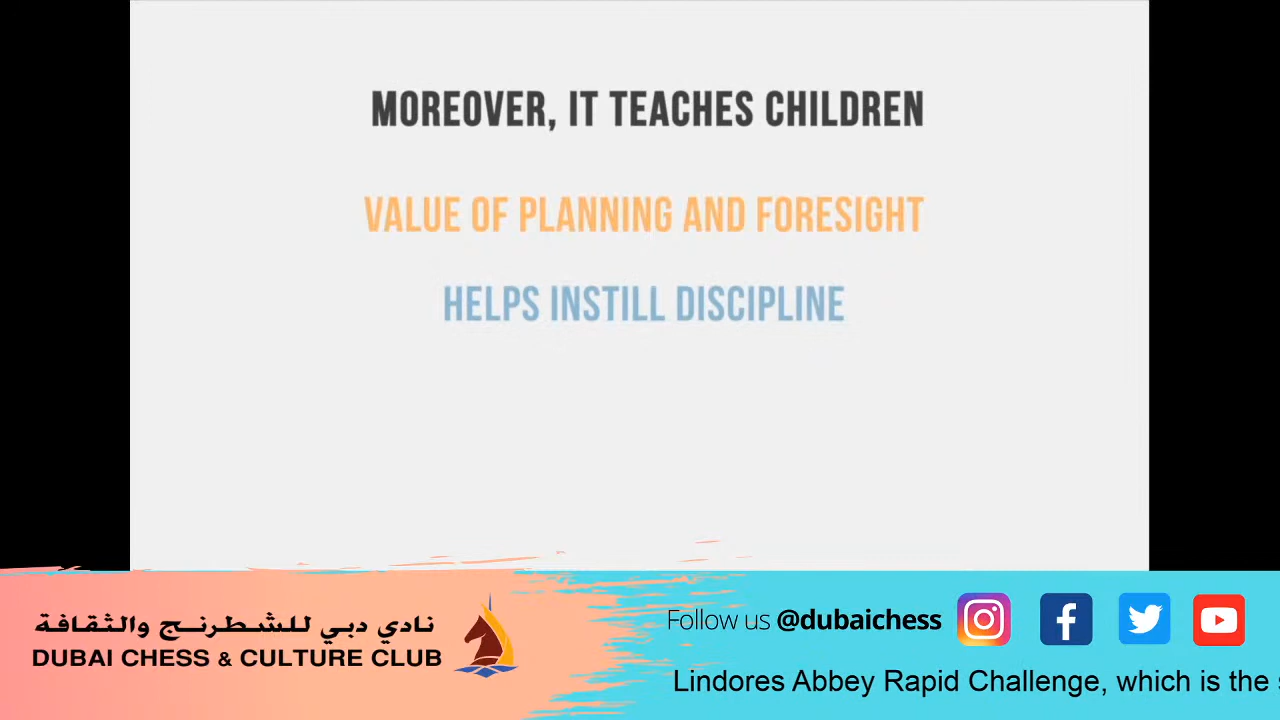 MOREOVER, IT TEACHES CHILDREN
VALUE OF PLANNING AND FORESIGHT
HELPS INSTILL DISCIPLINE
نادي دبي للشطرنج والثقافة
DUBAI CHESS & CULTURE CLUB
Follow us @dubaichess
Lindores Abbey Rapid Challenge, which is the